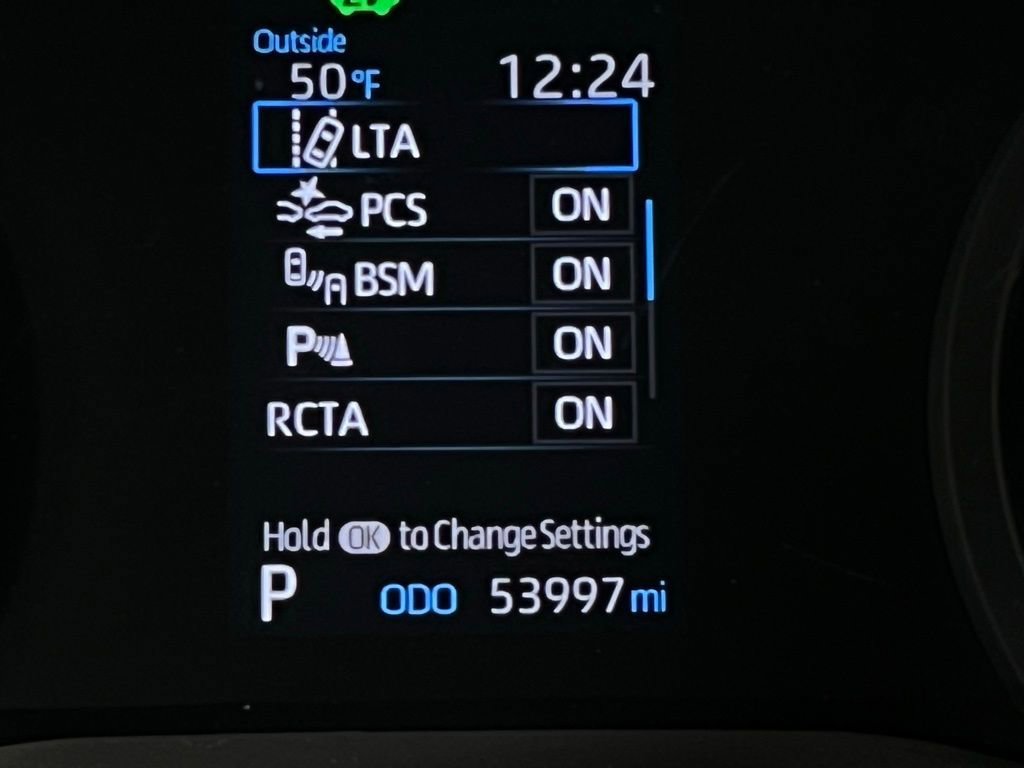 Outside
50°F 12:24
LTA
PCS ON
BSM ON
P ON
RCTA ON
Hold OK to Change Settings
P ODO 53997 mi